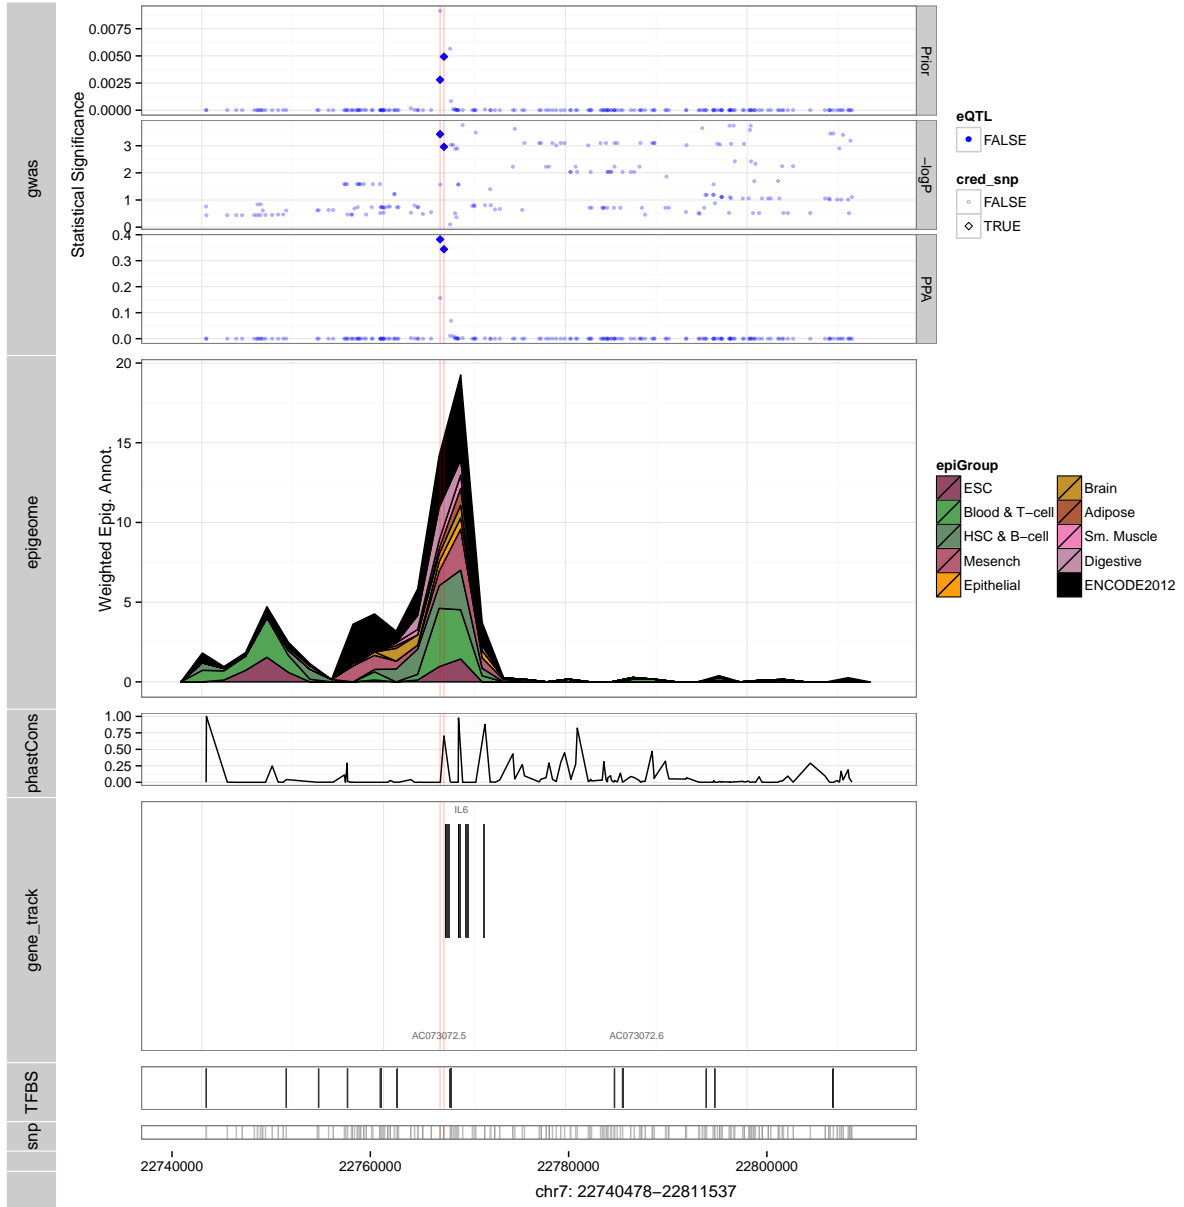 gwas
Statistical Significance
0.0075
0.0050
0.0025
0.0000
Prior
3
2
1
0
−logP
0.4
0.3
0.2
0.1
0.0
PPA
eQTL
FALSE
cred_snp
FALSE
TRUE
epigeome
Weighted Epig. Annot.
20
15
10
5
0
epiGroup
ESC
Blood & T−cell
HSC & B−cell
Mesench
Epithelial
Brain
Adipose
Sm. Muscle
Digestive
ENCODE2012
phastCons
1.00
0.75
0.50
0.25
0.00
gene_track
IL6
AC073072.5
AC073072.6
TFBS
snp
22740000
22760000
22780000
22800000
chr7: 22740478−22811537